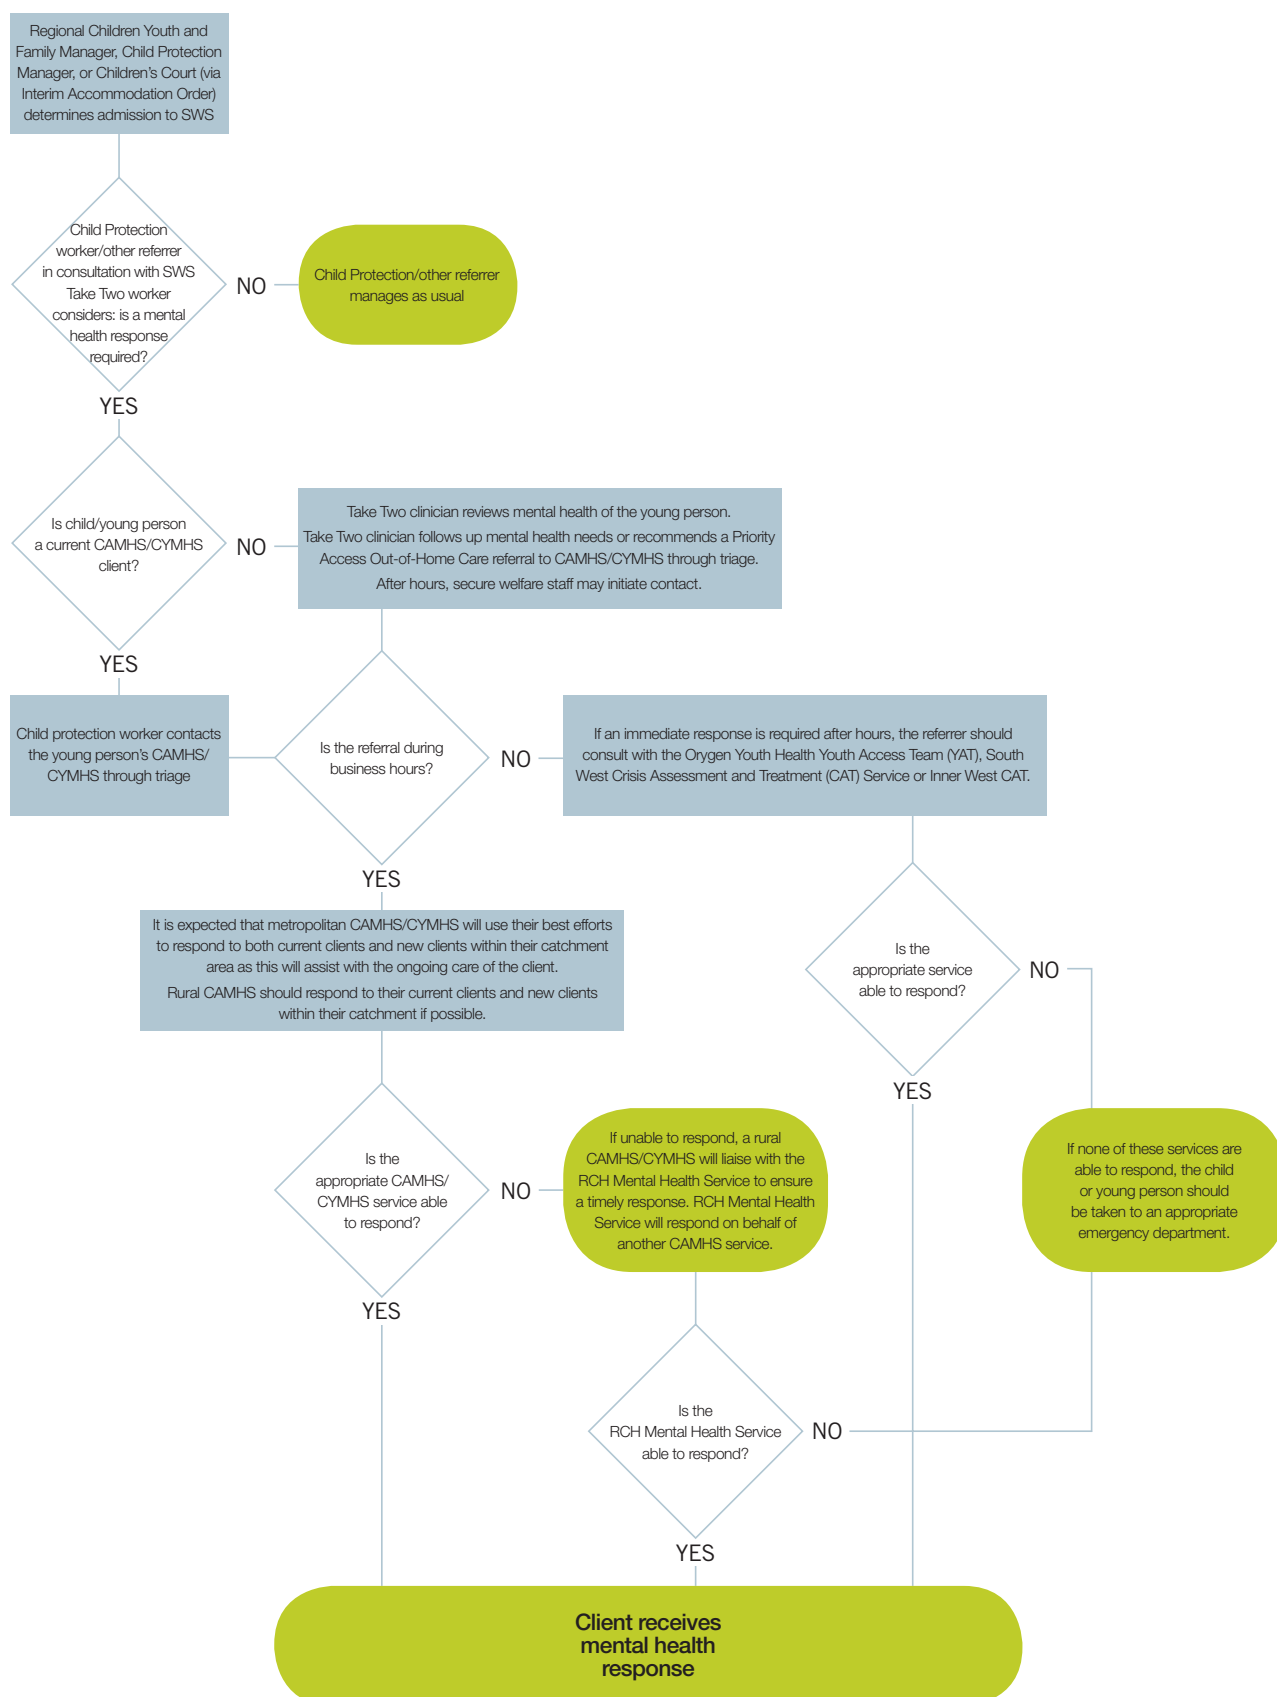 Regional Children Youth and
Family Manager, Child Protection
Manager, or Children's Court (via
Interim Accommodation Order)
determines admission to SWS
Child Protection
worker/other referrer
in consultation with SWS
Take Two worker
considers: is a mental
health response
required?
NO
Child Protection/other referrer
manages as usual
YES
Is child/young person
a current CAMHS/CYMHS
client?
NO
Take Two clinician reviews mental health of the young person.
Take Two clinician follows up mental health needs or recommends a Priority
Access Out-of-Home Care referral to CAMHS/CYMHS through triage.
After hours, secure welfare staff may initiate contact.
YES
Child protection worker contacts
the young person's CAMHS/
CYMHS through triage
Is the referral during
business hours?
NO
If an immediate response is required after hours, the referrer should
consult with the Orygen Youth Health Youth Access Team (YAT), South
West Crisis Assessment and Treatment (CAT) Service or Inner West CAT.
YES
It is expected that metropolitan CAMHS/CYMHS will use their best efforts
to respond to both current clients and new clients within their catchment
area as this will assist with the ongoing care of the client.
Rural CAMHS should respond to their current clients and new clients
within their catchment if possible.
Is the
appropriate service
able to respond?
NO
YES
Is the
appropriate CAMHS/
CYMHS service able
to respond?
NO
If unable to respond, a rural
CAMHS/CYMHS will liaise with the
RCH Mental Health Service to ensure
a timely response. RCH Mental Health
Service will respond on behalf of
another CAMHS service.
If none of these services are
able to respond, the child
or young person should
be taken to an appropriate
emergency department.
YES
Is the
RCH Mental Health Service
able to respond?
NO
YES
Client receives
mental health
response